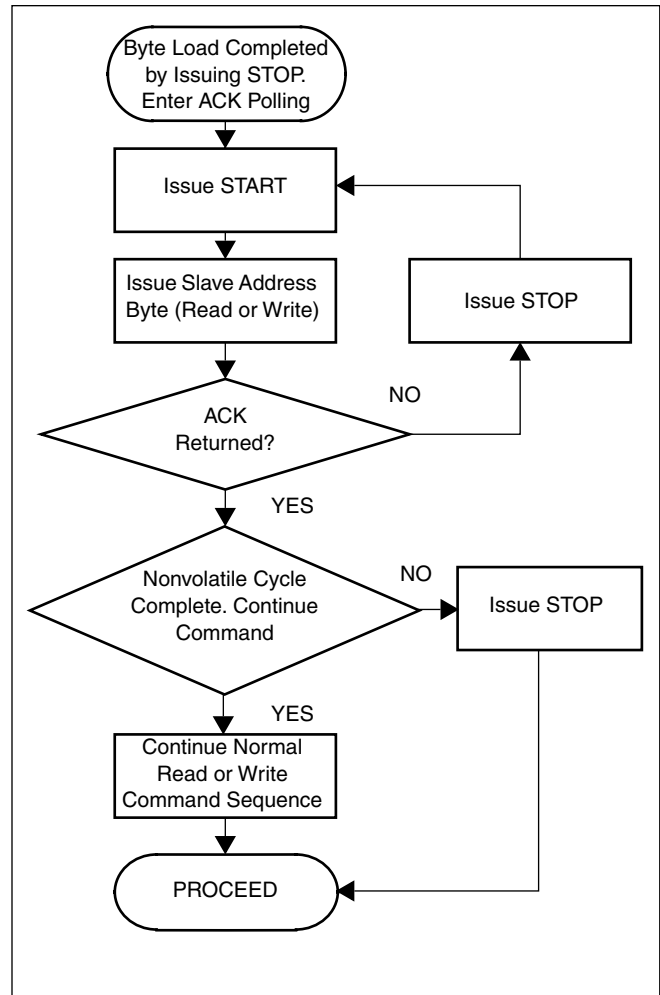 Byte Load Completed
by Issuing STOP.
Enter ACK Polling
Issue START
Issue Slave Address
Byte (Read or Write)
Issue STOP
ACK
Returned?
NO
YES
Nonvolatile Cycle
Complete. Continue
Command
NO
Issue STOP
YES
Continue Normal
Read or Write
Command Sequence
PROCEED